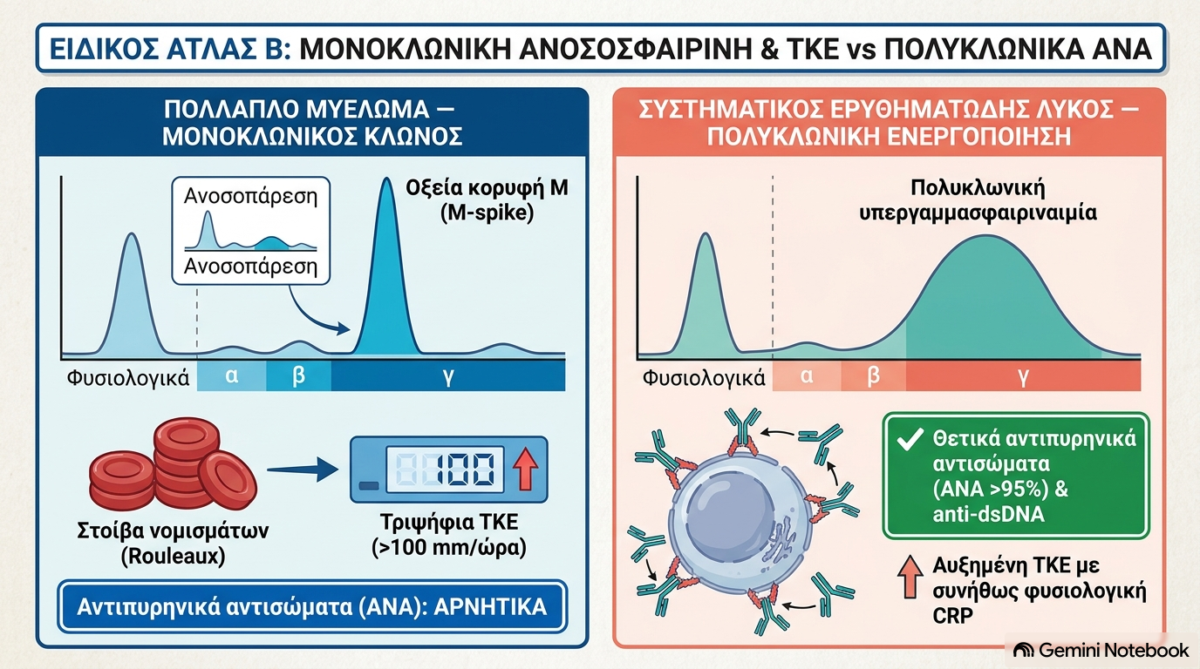 ΕΙΔΙΚΟΣ ΑΤΛΑΣ Β: ΜΟΝΟΚΛΩΝΙΚΗ ΑΝΟΣΟΣΦΑΙΡΙΝΗ & ΤΚΕ vs ΠΟΛΥΚΛΩΝΙΚΑ ΑΝΑ
ΠΟΛΛΑΠΛΟ ΜΥΕΛΩΜΑ —
ΜΟΝΟΚΛΩΝΙΚΟΣ ΚΛΩΝΟΣ
Ανοσοπάρεση
Ανοσοπάρεση
Οξεία κορυφή Μ
(M-spike)
Φυσιολογικά
α
β
γ
Στοίβα νομισμάτων
(Rouleaux)
100
Τριψήφια ΤΚΕ
(>100 mm/ώρα)
Αντιπυρηνικά αντισώματα (ΑΝΑ): ΑΡΝΗΤΙΚΑ
ΣΥΣΤΗΜΑΤΙΚΟΣ ΕΡΥΘΗΜΑΤΩΔΗΣ ΛΥΚΟΣ —
ΠΟΛΥΚΛΩΝΙΚΗ ΕΝΕΡΓΟΠΟΙΗΣΗ
Πολυκλωνική
υπεργαμμασφαιριναιμία
Φυσιολογικά
α
β
γ
Θετικά αντιπυρηνικά
αντισώματα
(ΑΝΑ >95%) &
anti-dsDNA
Αυξημένη ΤΚΕ με
συνήθως φυσιολογική
CRP
Gemini Notebook